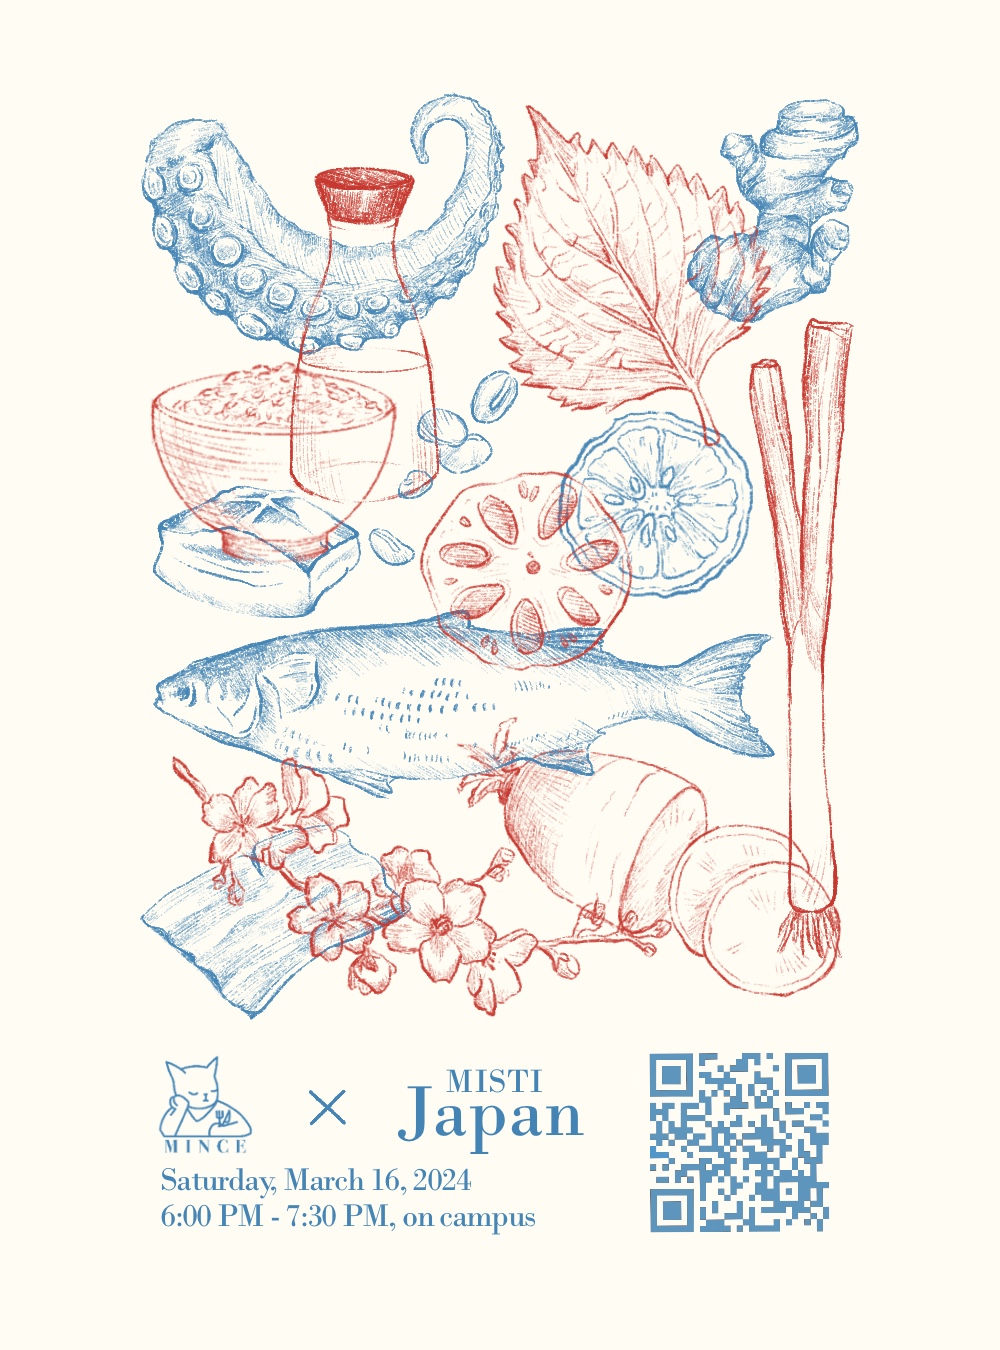 MINCE
×
MISTI
Japan
Saturday, March 16, 2024
6:00 PM - 7:30 PM, on campus